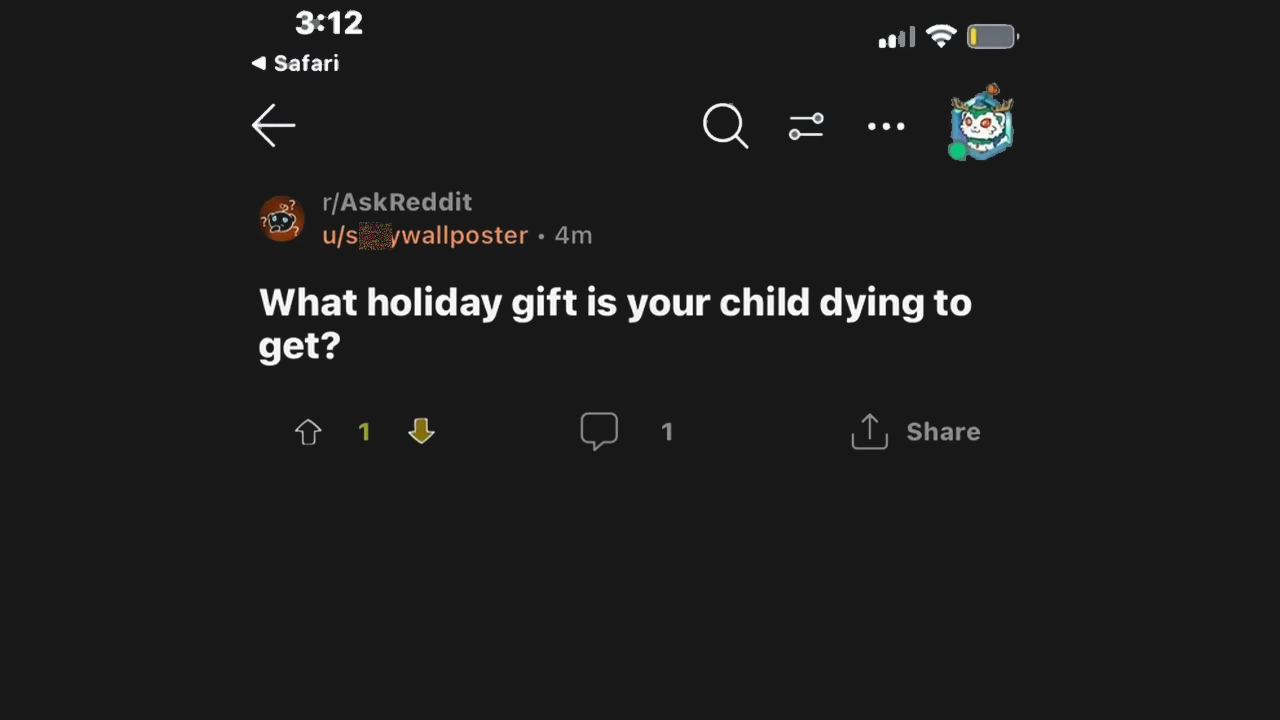 3:12
Safari
r/AskReddit
• 4m
What holiday gift is your child dying to
get?
1
1
Share